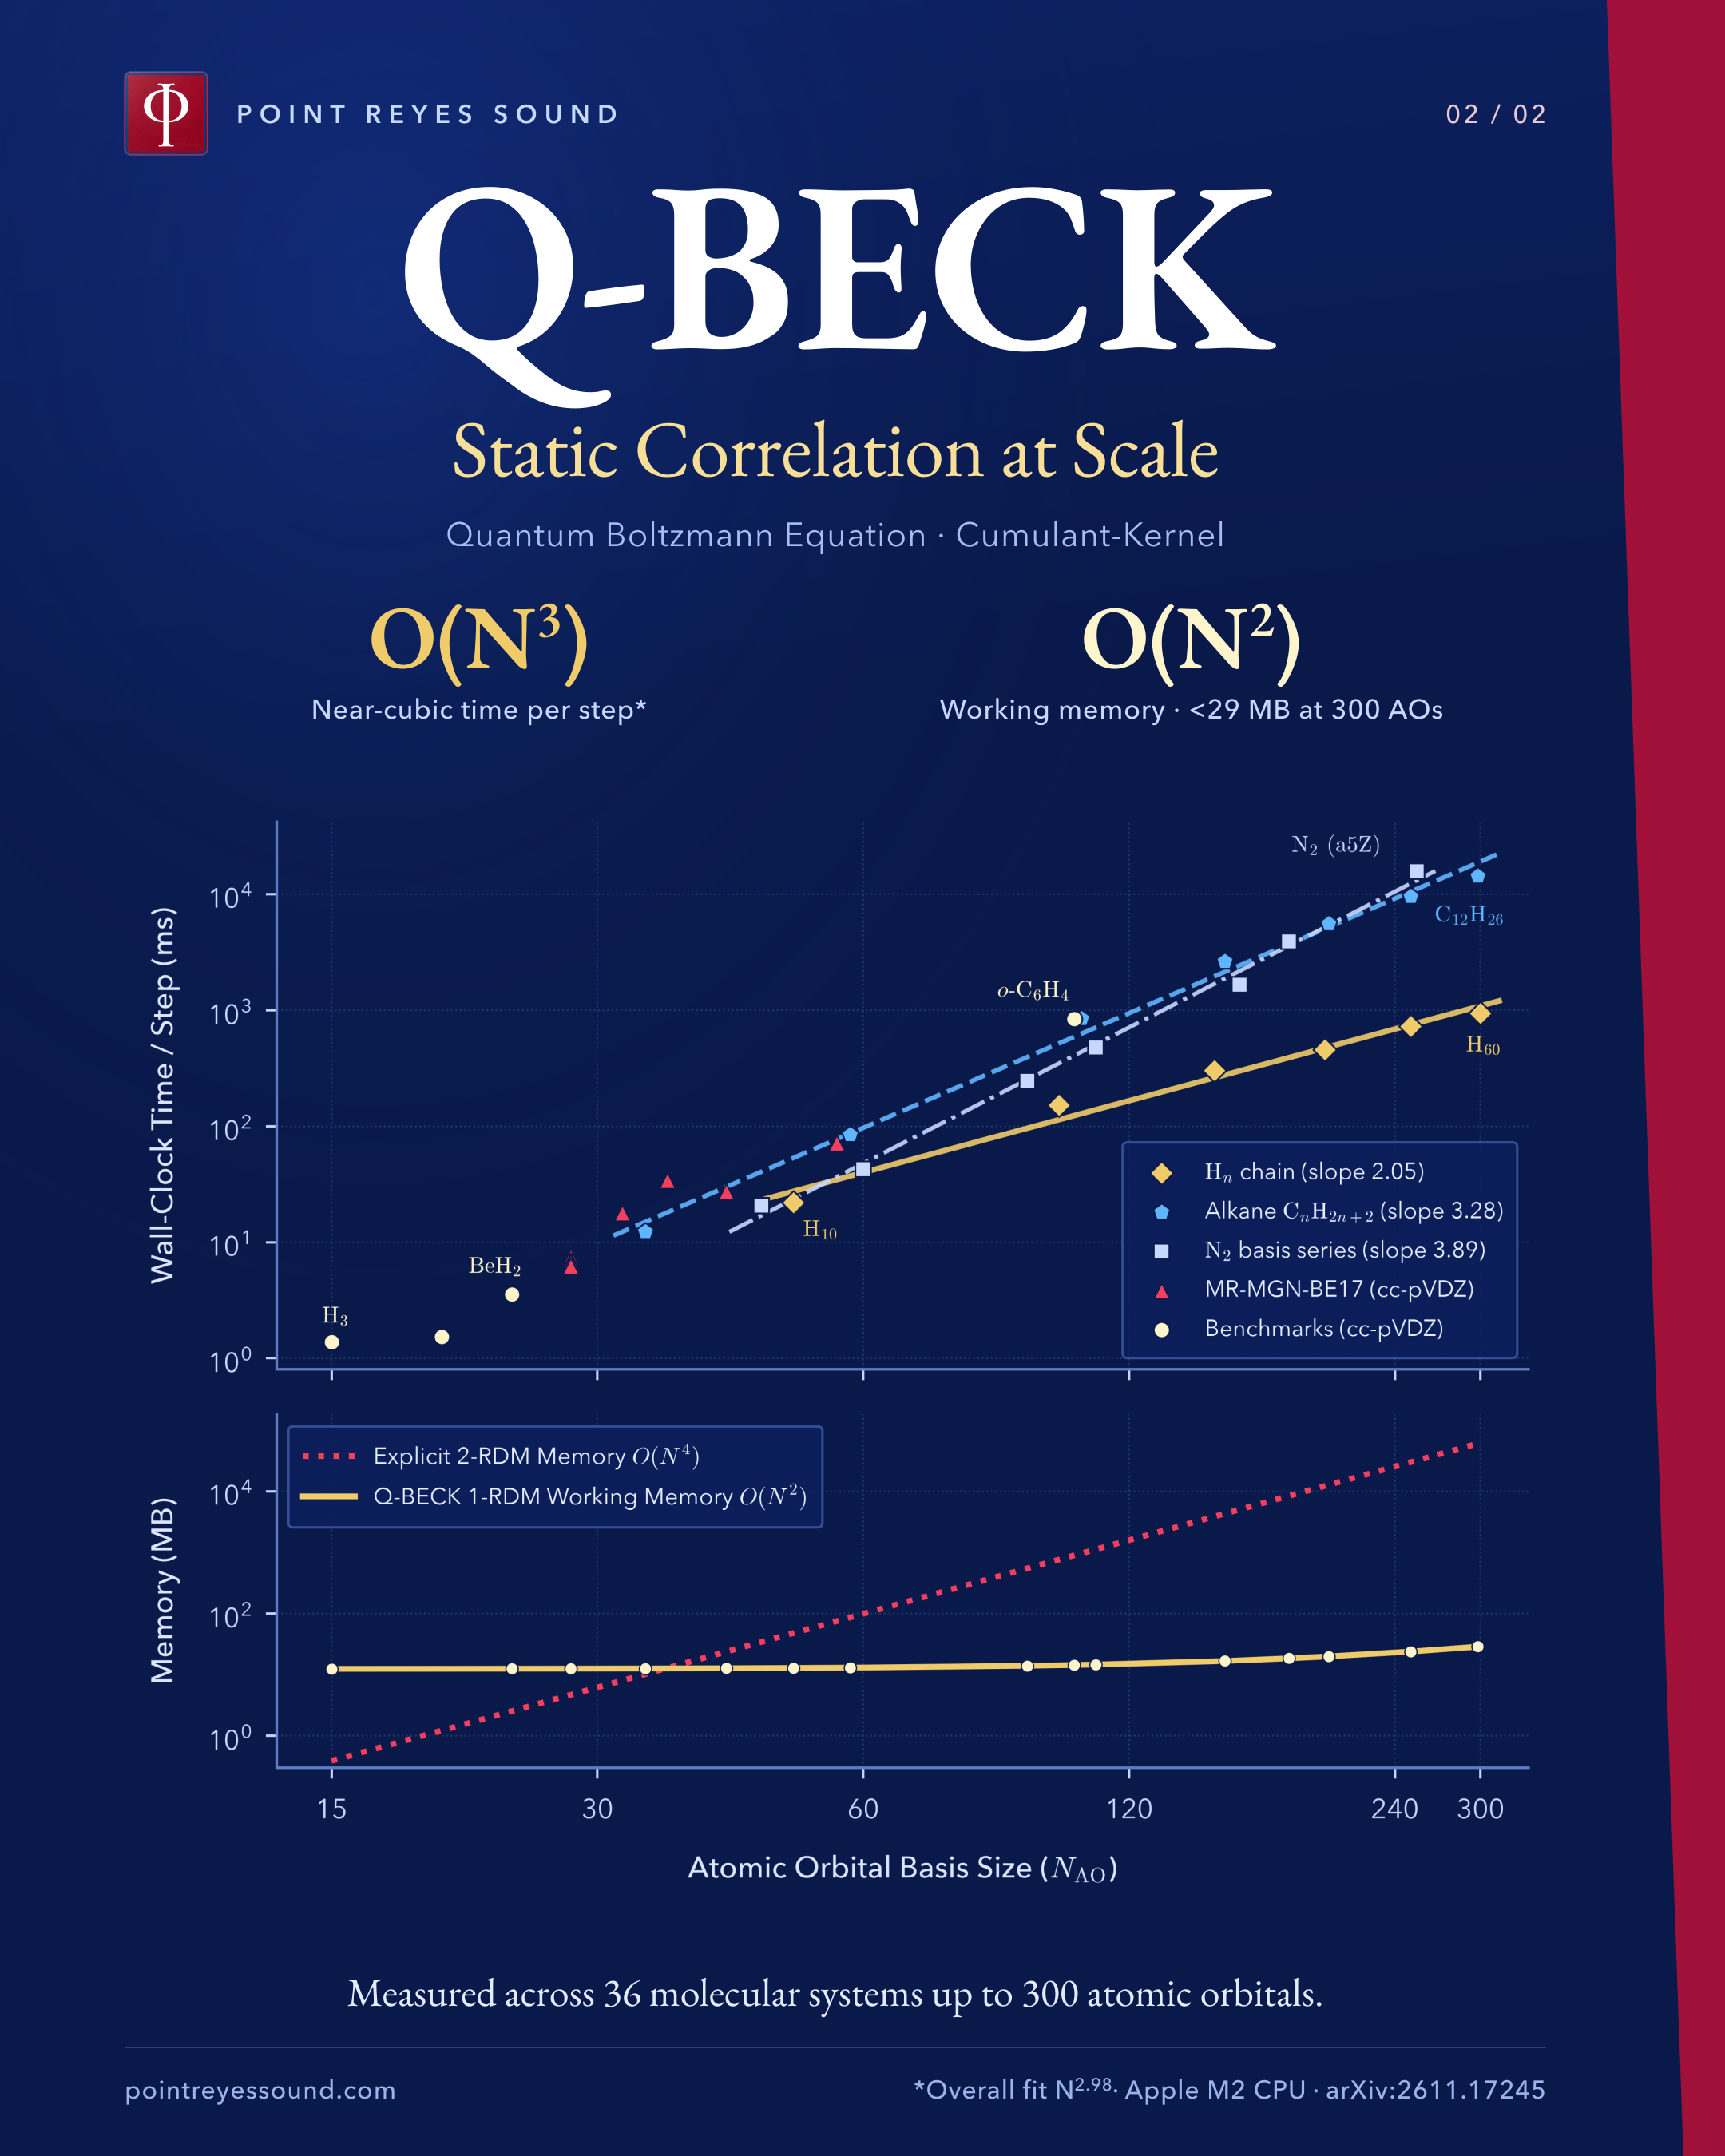 Φ POINT REYES SOUND
02 / 02
Q-BECK
Static Correlation at Scale
Quantum Boltzmann Equation · Cumulant-Kernel
O(N³)
Near-cubic time per step*
O(N²)
Working memory · <29 MB at 300 AOs
Wall-Clock Time / Step (ms)
10⁴
10³
10²
10¹
10⁰
N₂ (a5Z)
C₁₂H₂₆
o-C₆H₄
H₆₀
H₁₀
BeH₂
H₃
Hₙ chain (slope 2.05)
Alkane CₙH₂ₙ₊₂ (slope 3.28)
N₂ basis series (slope 3.89)
MR-MGN-BE17 (cc-pVDZ)
Benchmarks (cc-pVDZ)
Memory (MB)
10⁴
10²
10⁰
Explicit 2-RDM Memory O(N⁴)
Q-BECK 1-RDM Working Memory O(N²)
15 30 60 120 240 300
Atomic Orbital Basis Size (N_AO)
Measured across 36 molecular systems up to 300 atomic orbitals.
pointreyessound.com
*Overall fit N²·⁹⁸· Apple M2 CPU · arXiv:2611.17245